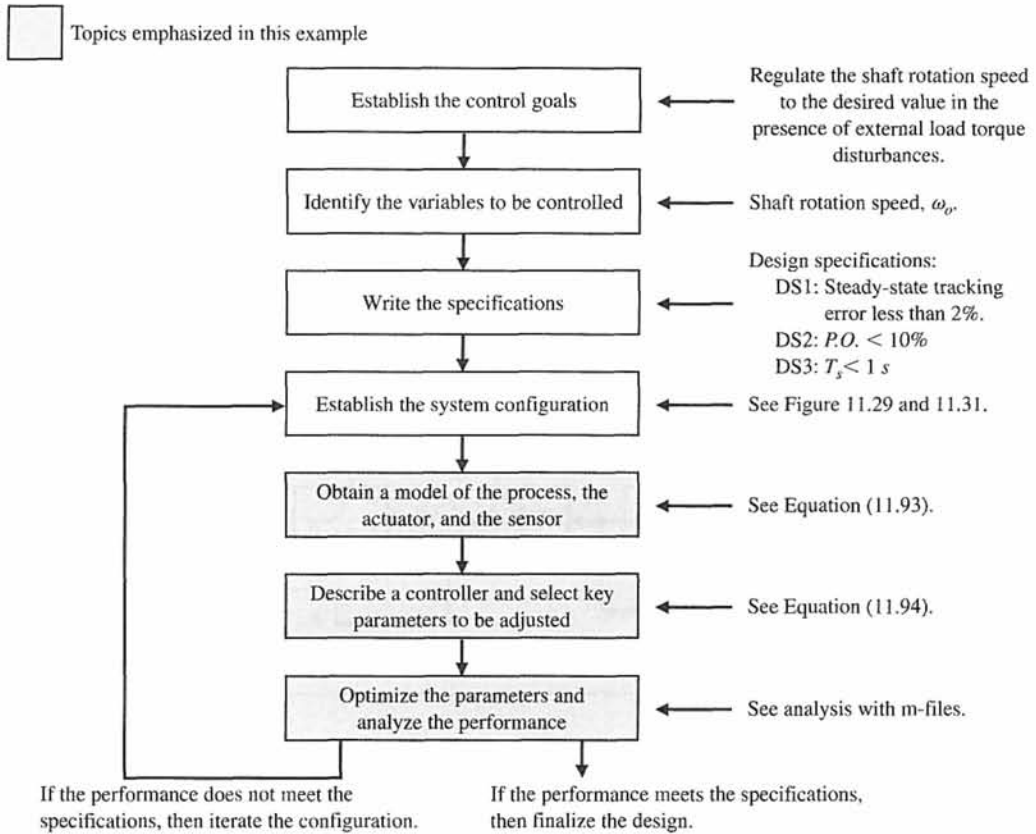 Topics emphasized in this example
Establish the control goals
Regulate the shaft rotation speed
to the desired value in the
presence of external load torque
disturbances.
Identify the variables to be controlled
Shaft rotation speed, ωₒ.
Write the specifications
Design specifications:
DS1: Steady-state tracking
error less than 2%.
DS2: P.O. < 10%
DS3: Tₛ< 1 s
Establish the system configuration
See Figure 11.29 and 11.31.
Obtain a model of the process, the
actuator, and the sensor
See Equation (11.93).
Describe a controller and select key
parameters to be adjusted
See Equation (11.94).
Optimize the parameters and
analyze the performance
See analysis with m-files.
If the performance does not meet the
specifications, then iterate the configuration.
If the performance meets the specifications,
then finalize the design.